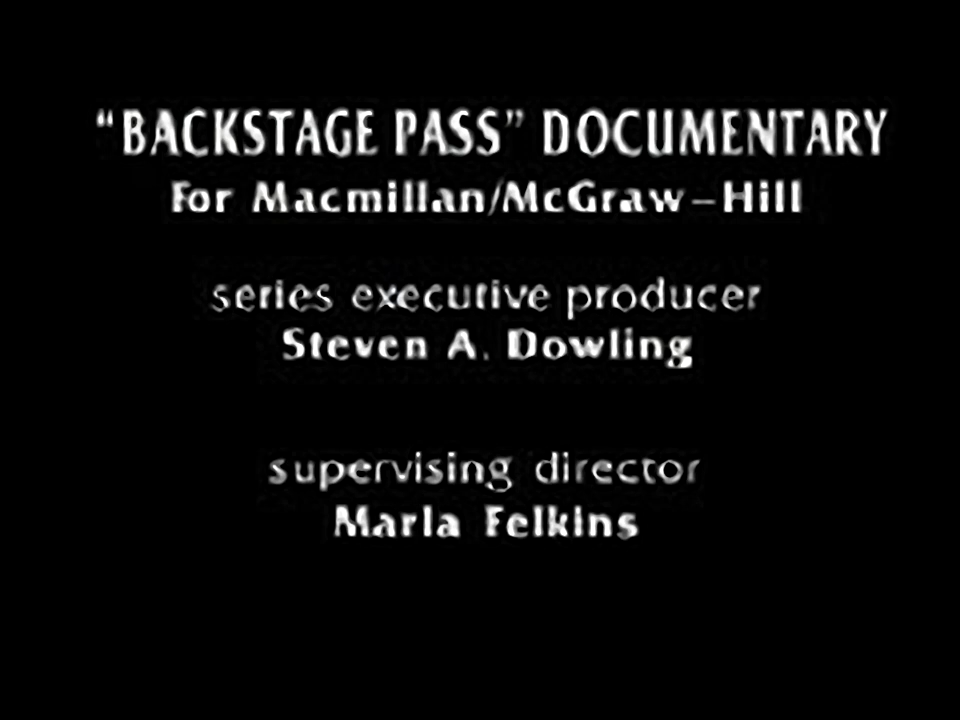 “BACKSTAGE PASS” DOCUMENTARY
For Macmillan/McGraw–Hill
series executive producer
Steven A. Dowling
supervising director
Marla Felkins